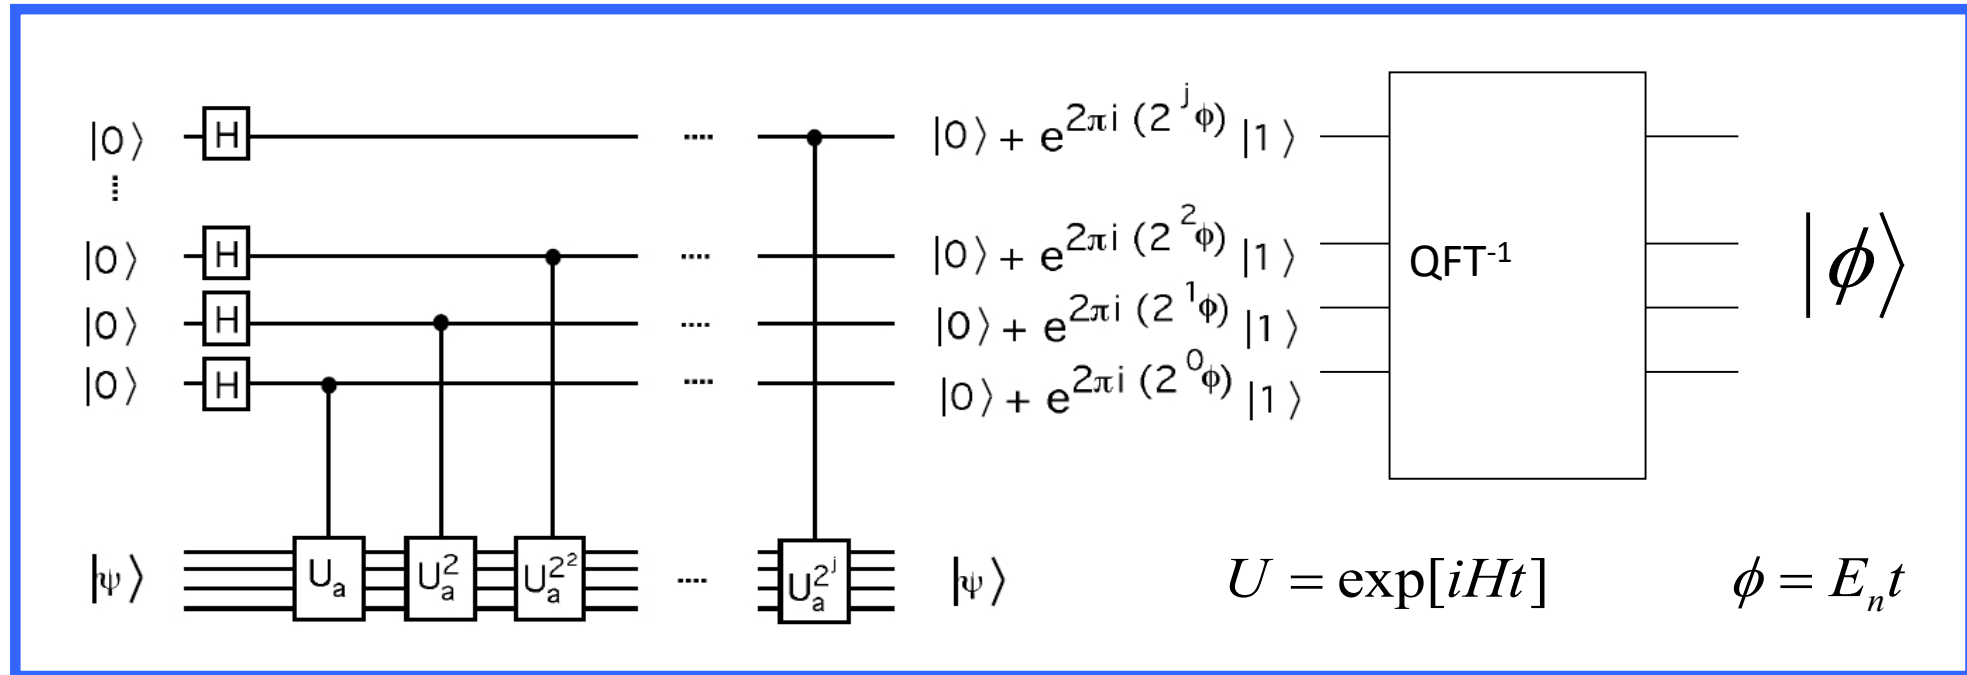 |0⟩ H .... |0⟩ + e^{2πi (2^j ϕ)} |1⟩
|0⟩ H .... |0⟩ + e^{2πi (2^2 ϕ)} |1⟩
|0⟩ H .... |0⟩ + e^{2πi (2^1 ϕ)} |1⟩
|0⟩ H .... |0⟩ + e^{2πi (2^0 ϕ)} |1⟩
QFT⁻¹
|ϕ⟩
|ψ⟩ U_a U_a^2 U_a^{2^2} .... U_a^{2^j} |ψ⟩
U = exp[iHt]
ϕ = E_n t